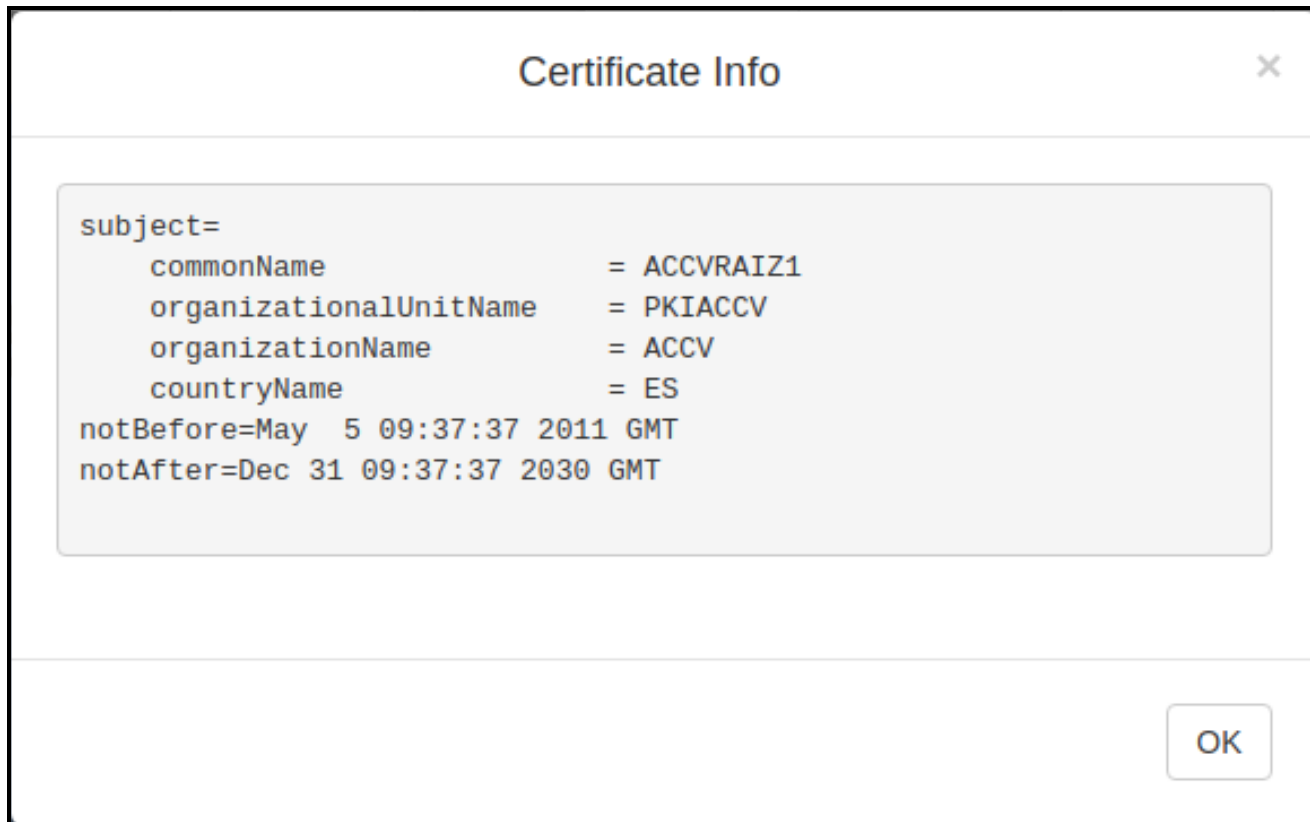 Certificate Info
×
subject=
    commonName                = ACCVRAIZ1
    organizationalUnitName    = PKIACCV
    organizationName          = ACCV
    countryName               = ES
notBefore=May  5 09:37:37 2011 GMT
notAfter=Dec 31 09:37:37 2030 GMT
OK